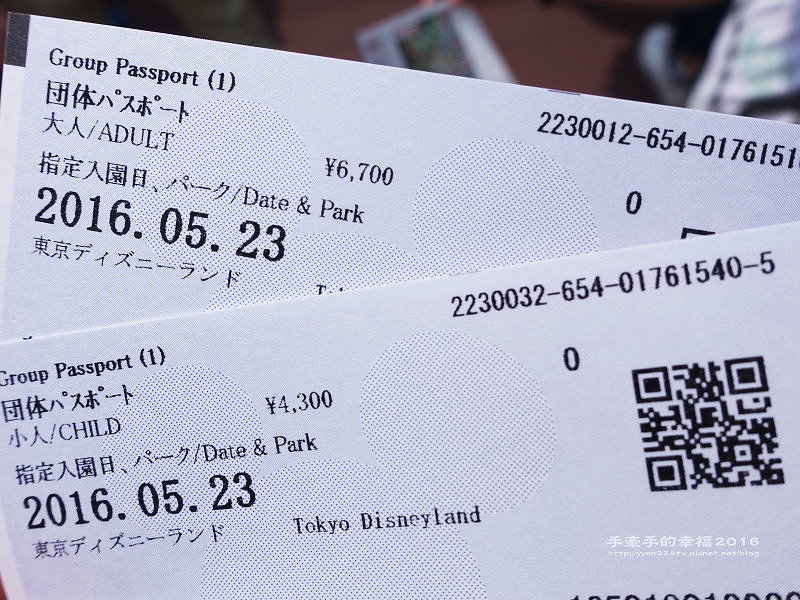 Group Passport (1)
団体パスポート
大人/ADULT
¥6,700
2230012-654-0176151
指定入園日、パーク/Date & Park
0
2016.05.23
東京ディズニーランド
2230032-654-01761540-5
Group Passport (1)
団体パスポート
小人/CHILD
¥4,300
0
指定入園日、パーク/Date & Park
2016.05.23
東京ディズニーランド
Tokyo Disneyland
手牽手的幸福2016
http://yyen324tw.pixnet.net/blog